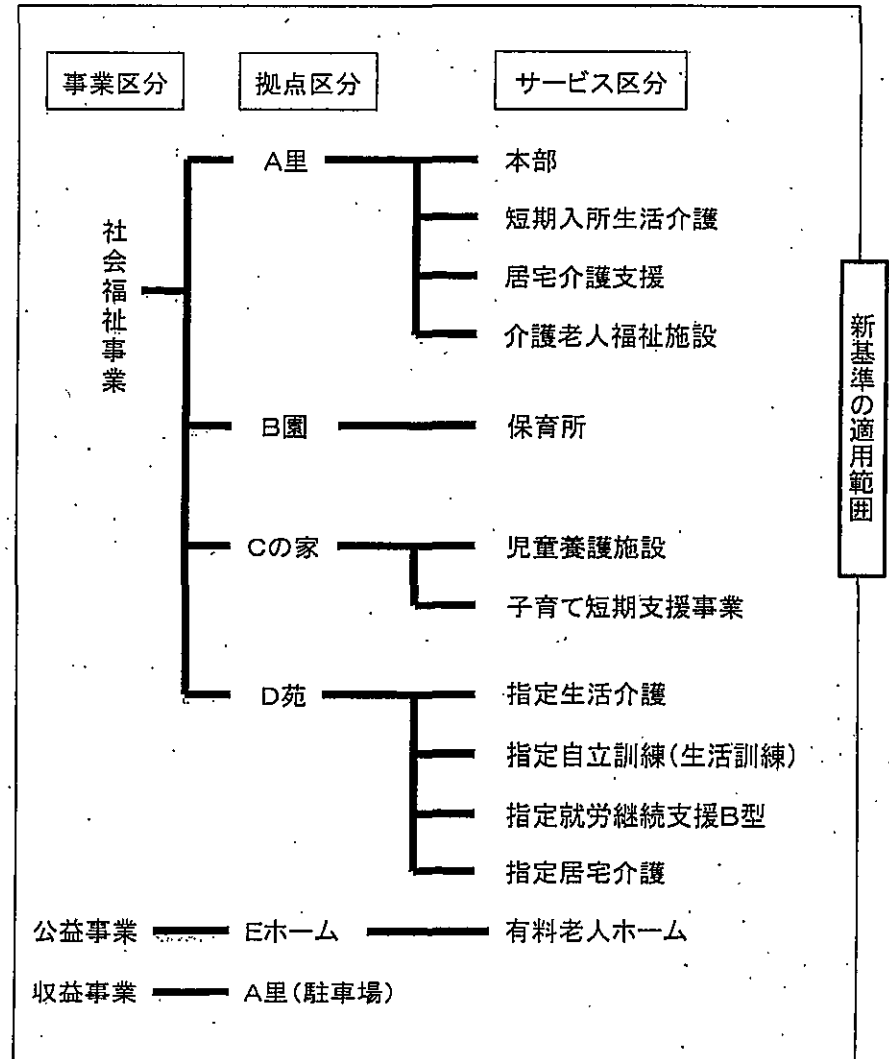 事業区分 拠点区分 サービス区分
社会福祉事業
A里 本部
短期入所生活介護
居宅介護支援
介護老人福祉施設
B園 保育所
Cの家 児童養護施設
子育て短期支援事業
D苑 指定生活介護
指定自立訓練(生活訓練)
指定就労継続支援B型
指定居宅介護
公益事業 Eホーム 有料老人ホーム
収益事業 A里(駐車場)
新基準の適用範囲